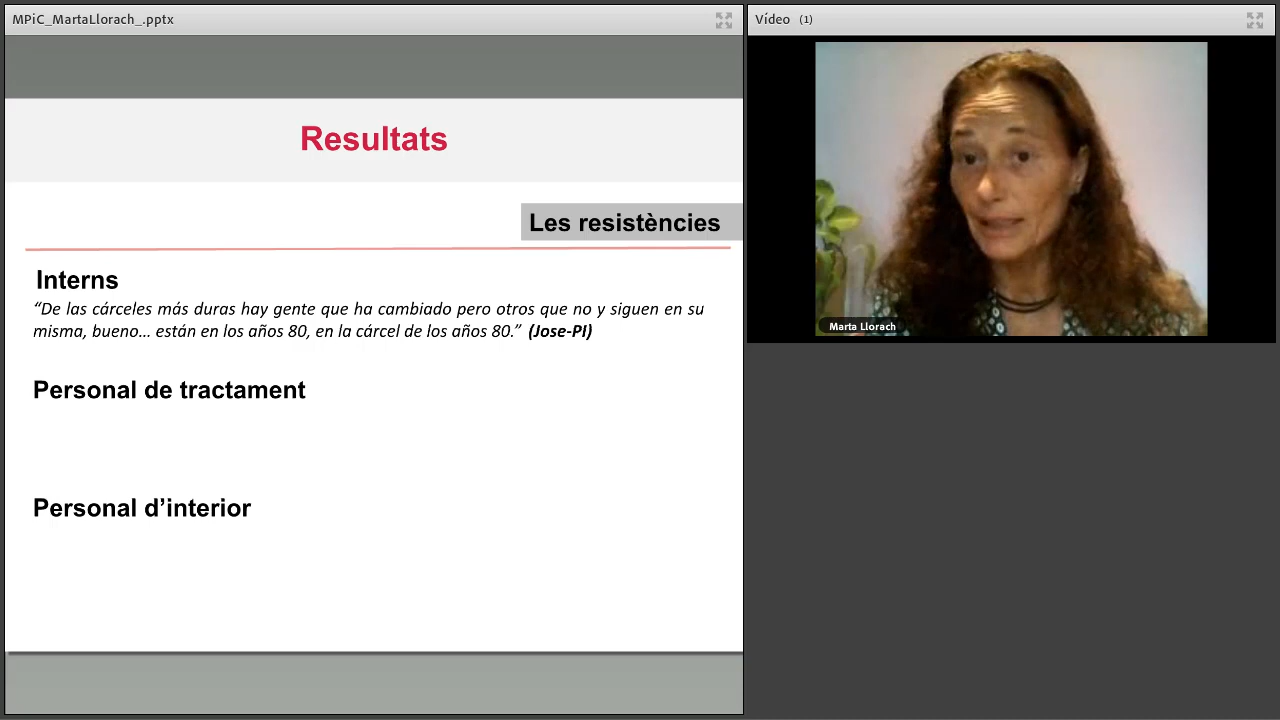 MPiC_MartaLlorach_.pptx
Resultats
Les resistències
Interns
“De las cárceles más duras hay gente que ha cambiado pero otros que no y siguen en su
misma, bueno... están en los años 80, en la cárcel de los años 80.” (Jose-PI)
Personal de tractament
Personal d’interior
Vídeo (1)
Marta Llorach